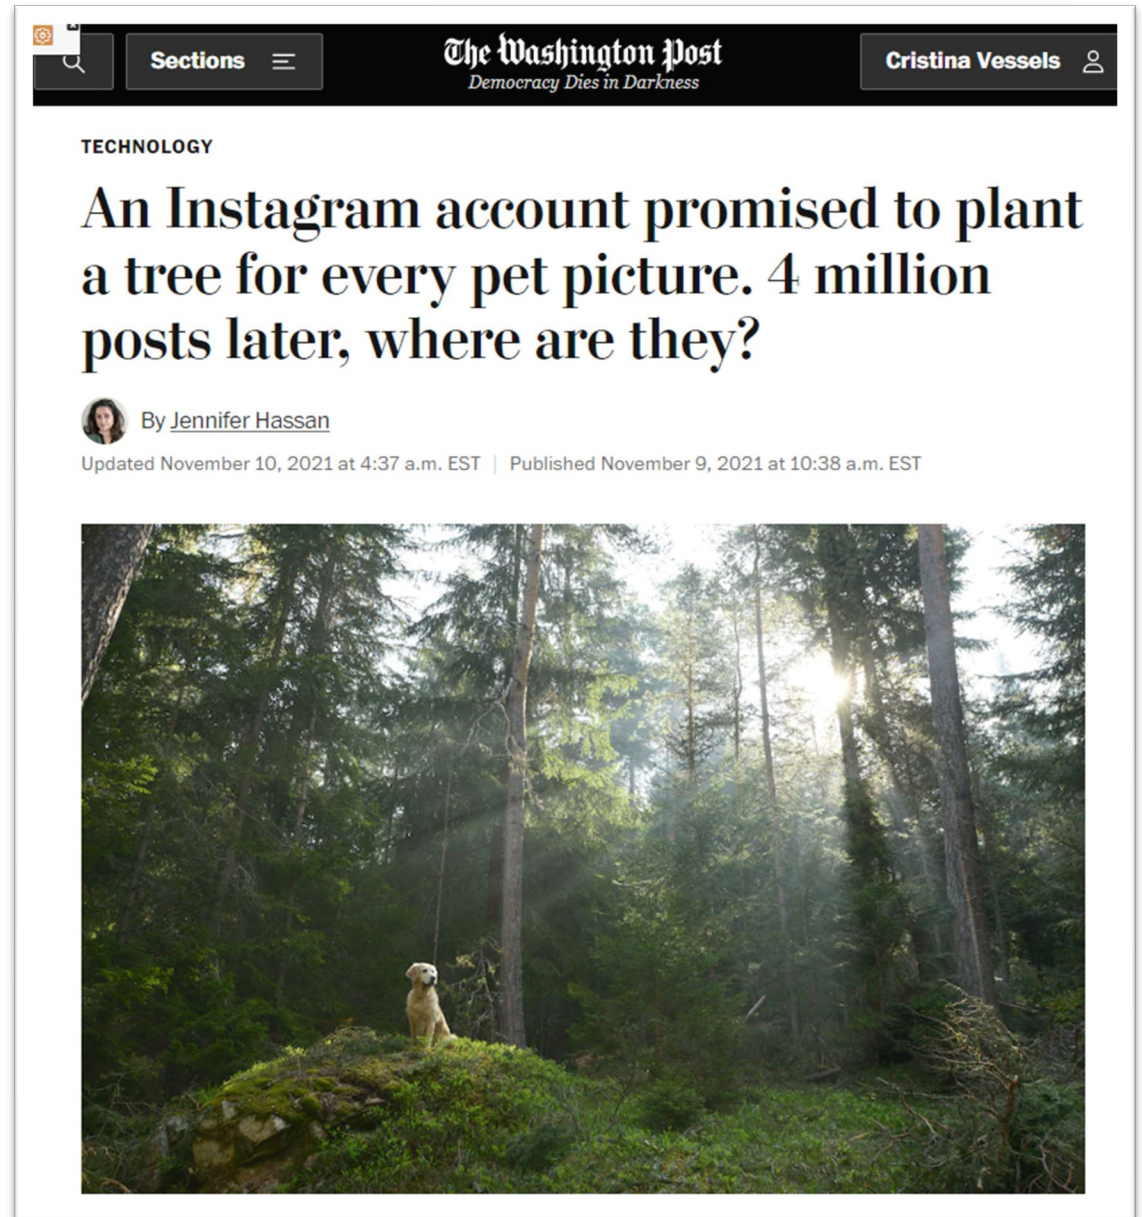 Sections
The Washington Post
Democracy Dies in Darkness
Cristina Vessels
TECHNOLOGY
An Instagram account promised to plant
a tree for every pet picture. 4 million
posts later, where are they?
By Jennifer Hassan
Updated November 10, 2021 at 4:37 a.m. EST | Published November 9, 2021 at 10:38 a.m. EST